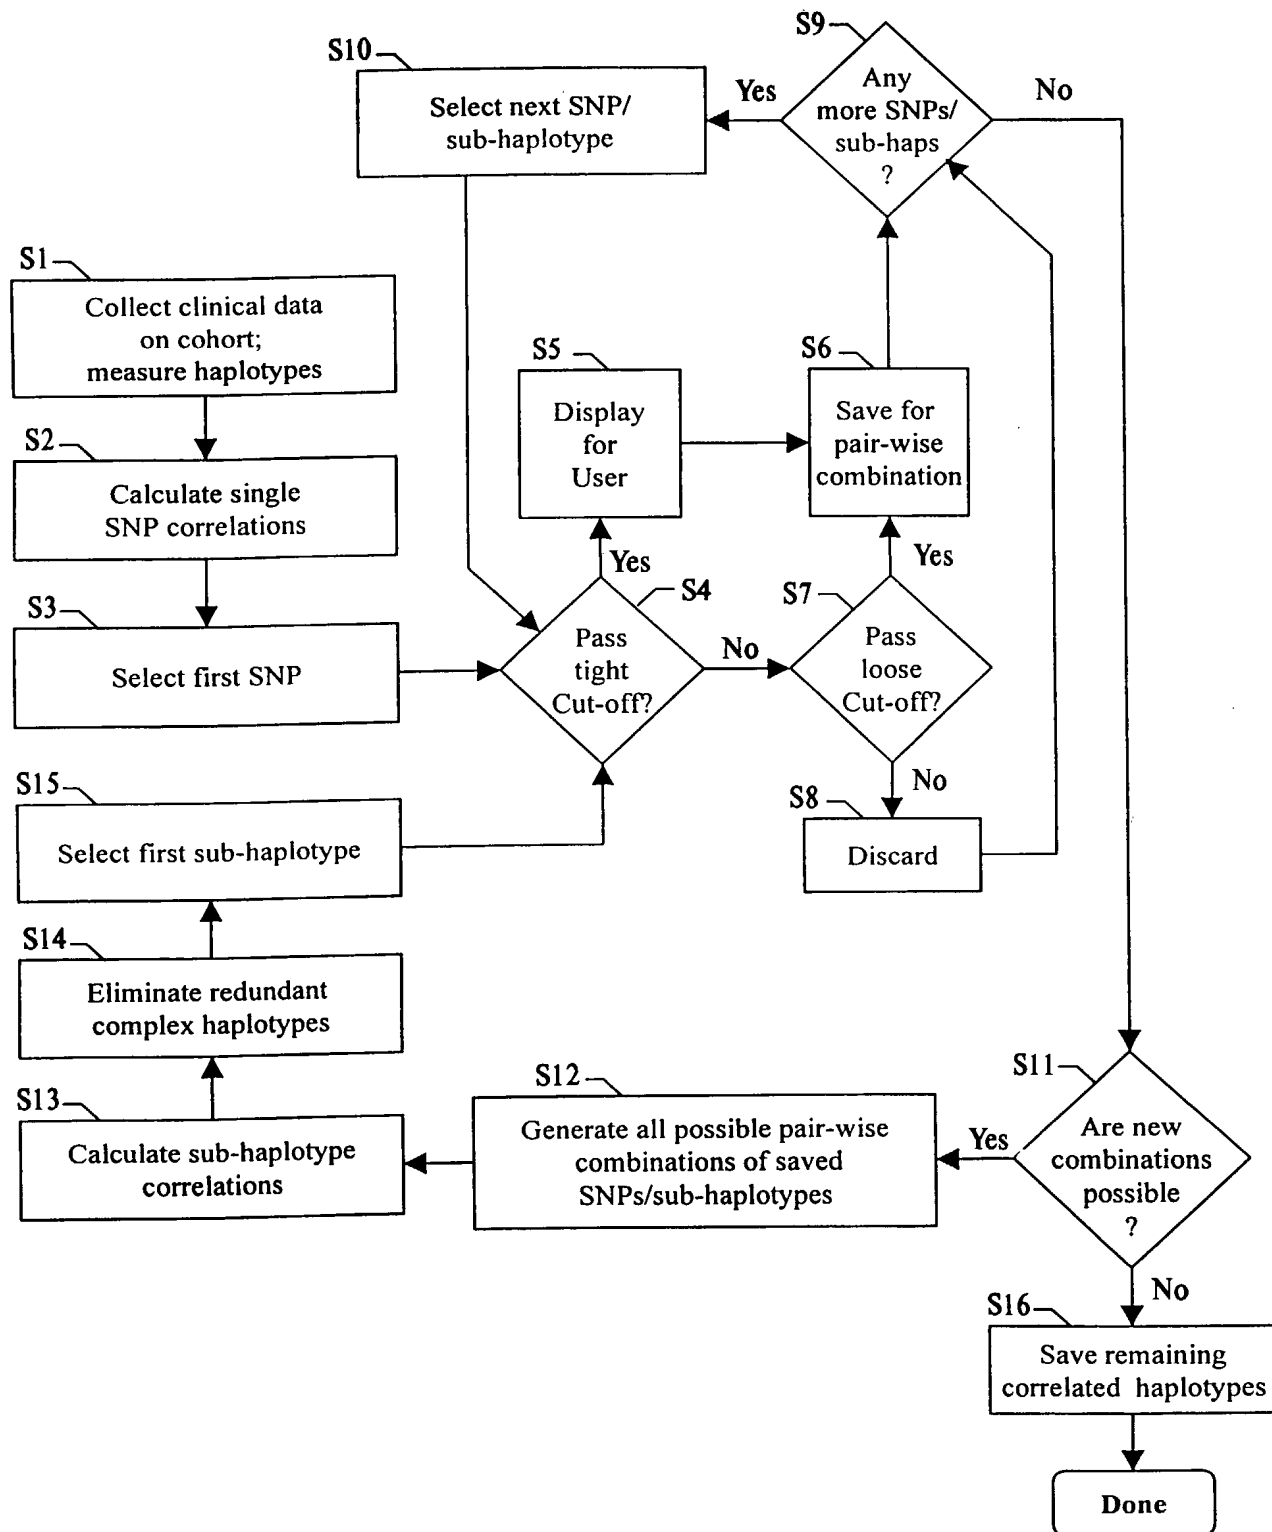 S9
S10
Any
more SNPs/
sub-haps
?
Yes
No
Select next SNP/
sub-haplotype
S1
Collect clinical data
on cohort;
measure haplotypes
S5
S6
Display
for
User
Save for
pair-wise
combination
S2
Calculate single
SNP correlations
Yes
Yes
S3
S4
S7
Select first SNP
Pass
tight
Cut-off?
No
Pass
loose
Cut-off?
S15
No
S8
Select first sub-haplotype
Discard
S14
Eliminate redundant
complex haplotypes
S13
S12
S11
Calculate sub-haplotype
correlations
Generate all possible pair-wise
combinations of saved
SNPs/sub-haplotypes
Yes
Are new
combinations
possible
?
No
S16
Save remaining
correlated haplotypes
Done